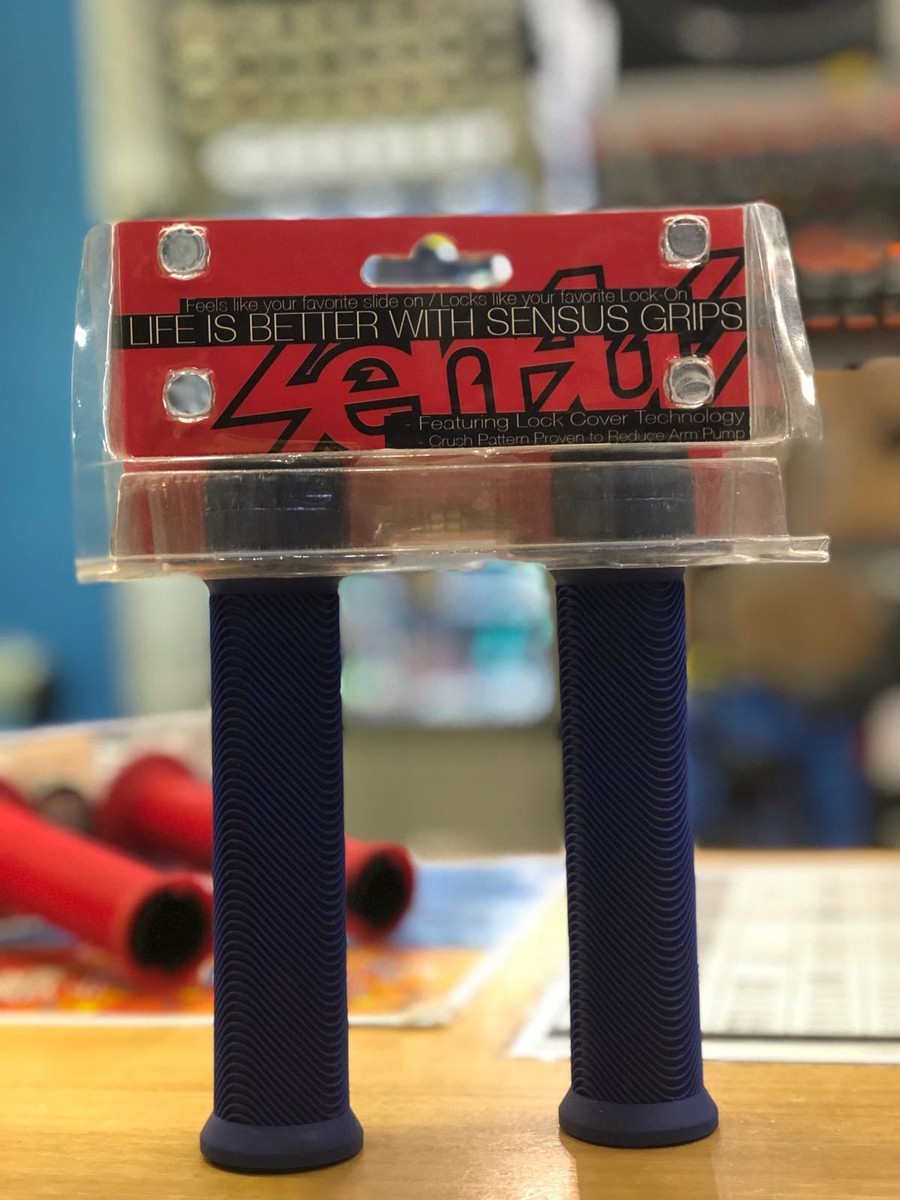 Feels like your favorite slide on / Locks like your favorite Lock-On
LIFE IS BETTER WITH SENSUS GRIPS
sensus
Featuring Lock Cover Technology
Crush Pattern Proven to Reduce Arm Pump